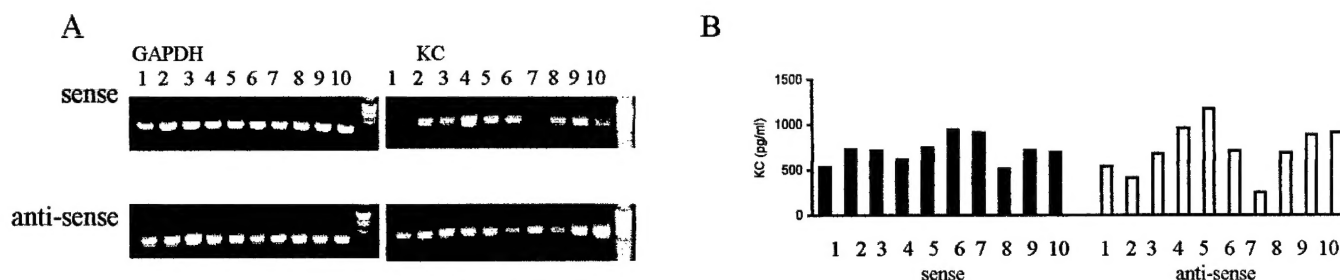 A
GAPDH KC
1 2 3 4 5 6 7 8 9 10 1 2 3 4 5 6 7 8 9 10
sense
anti-sense
B
KC (pg/ml)
1500
1000
500
0
1 2 3 4 5 6 7 8 9 10 1 2 3 4 5 6 7 8 9 10
sense anti-sense